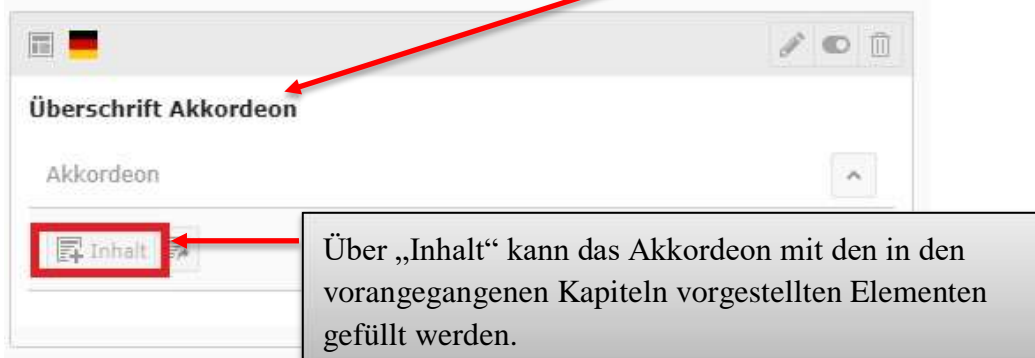 Überschrift Akkordeon
Akkordeon
Inhalt
Über „Inhalt“ kann das Akkordeon mit den in den
vorangegangenen Kapiteln vorgestellten Elementen
gefüllt werden.